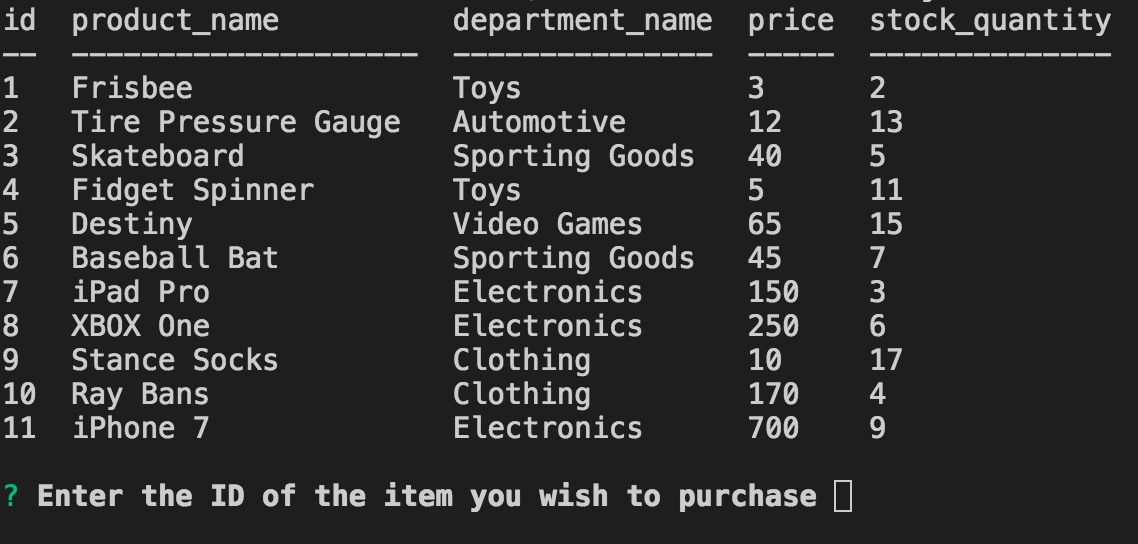 id  product_name          department_name  price  stock_quantity
--  --------------------  ---------------  -----  --------------
1   Frisbee               Toys             3      2
2   Tire Pressure Gauge   Automotive       12     13
3   Skateboard            Sporting Goods   40     5
4   Fidget Spinner        Toys             5      11
5   Destiny               Video Games      65     15
6   Baseball Bat          Sporting Goods   45     7
7   iPad Pro              Electronics      150    3
8   XBOX One              Electronics      250    6
9   Stance Socks          Clothing         10     17
10  Ray Bans              Clothing         170    4
11  iPhone 7              Electronics      700    9
? Enter the ID of the item you wish to purchase